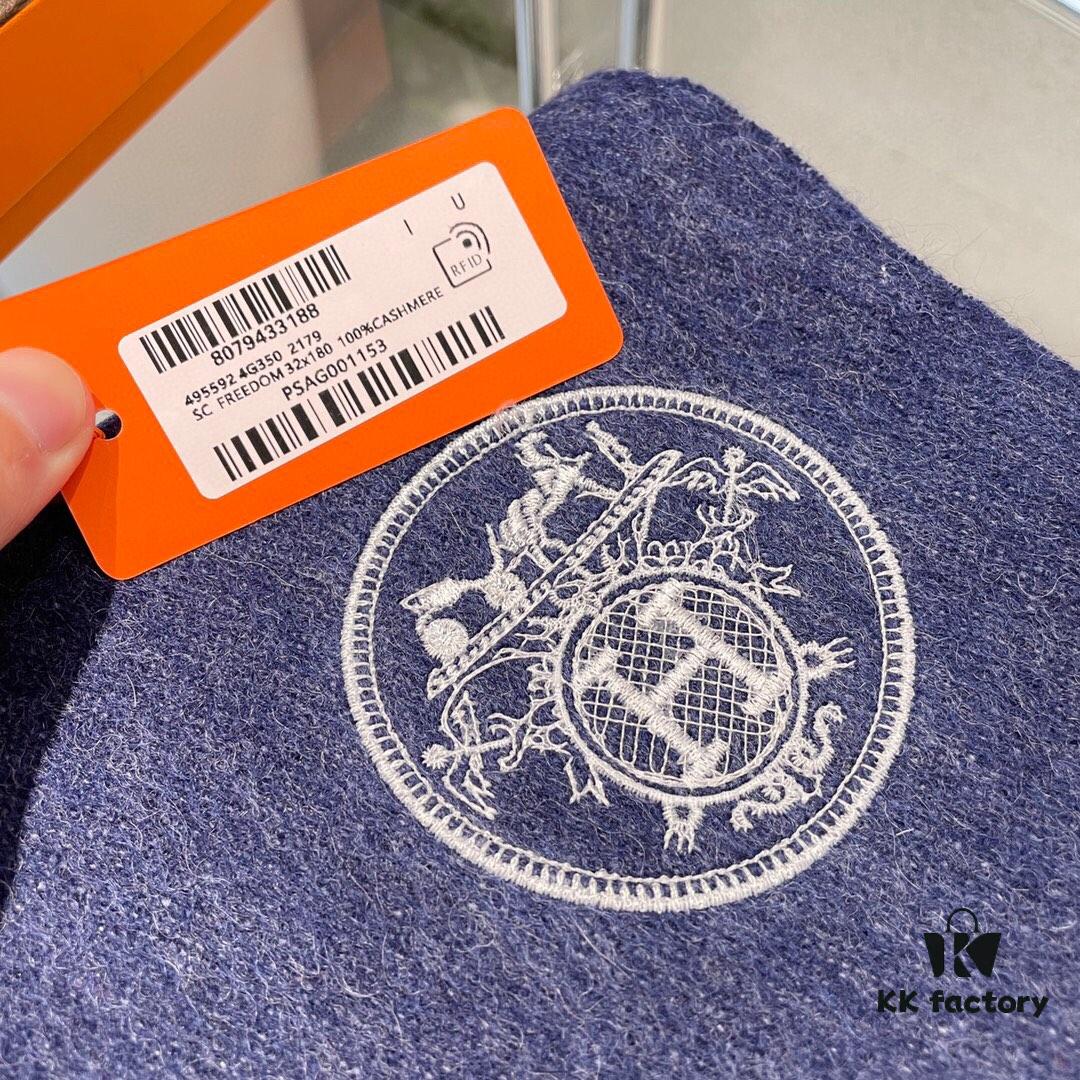 I U
RFID
8079433188
495592 4G350 2179
SC FREEDOM 32x180 100%CASHMERE
PSAG001153
H
KK factory